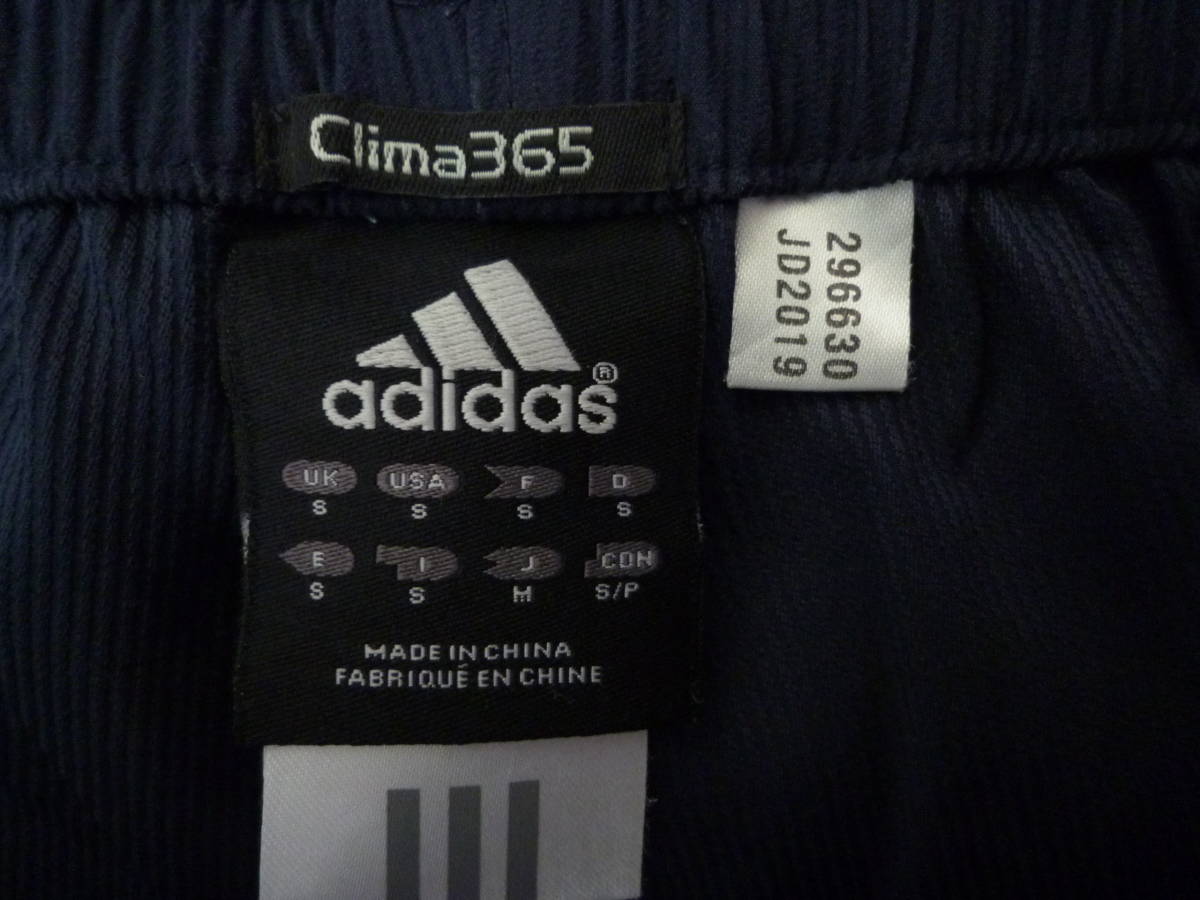 Clima365
296630
JD2019
adidas®
UK USA F D
S S S S
E I J CDN
S S M S/P
MADE IN CHINA
FABRIQUÉ EN CHINE